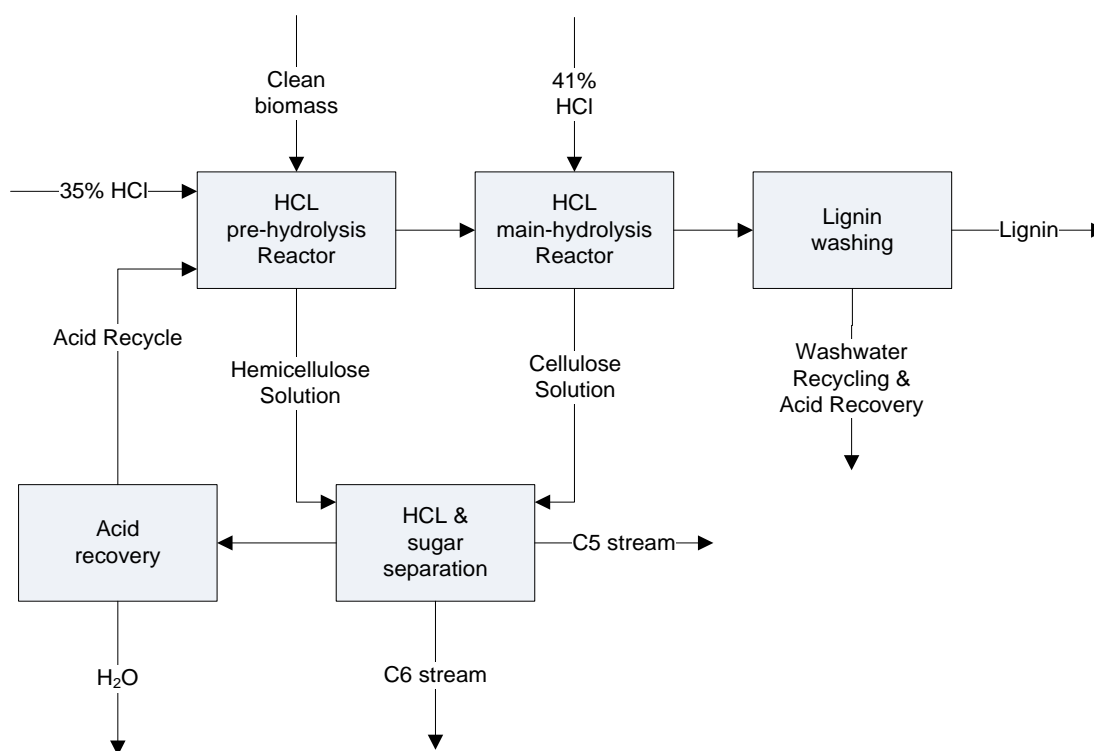 Clean
biomass
41%
HCl
35% HCl
HCL
pre-hydrolysis
Reactor
HCL
main-hydrolysis
Reactor
Lignin
washing
Lignin
Acid Recycle
Hemicellulose
Solution
Cellulose
Solution
Washwater
Recycling &
Acid Recovery
Acid
recovery
HCL &
sugar
separation
C5 stream
H₂O
C6 stream